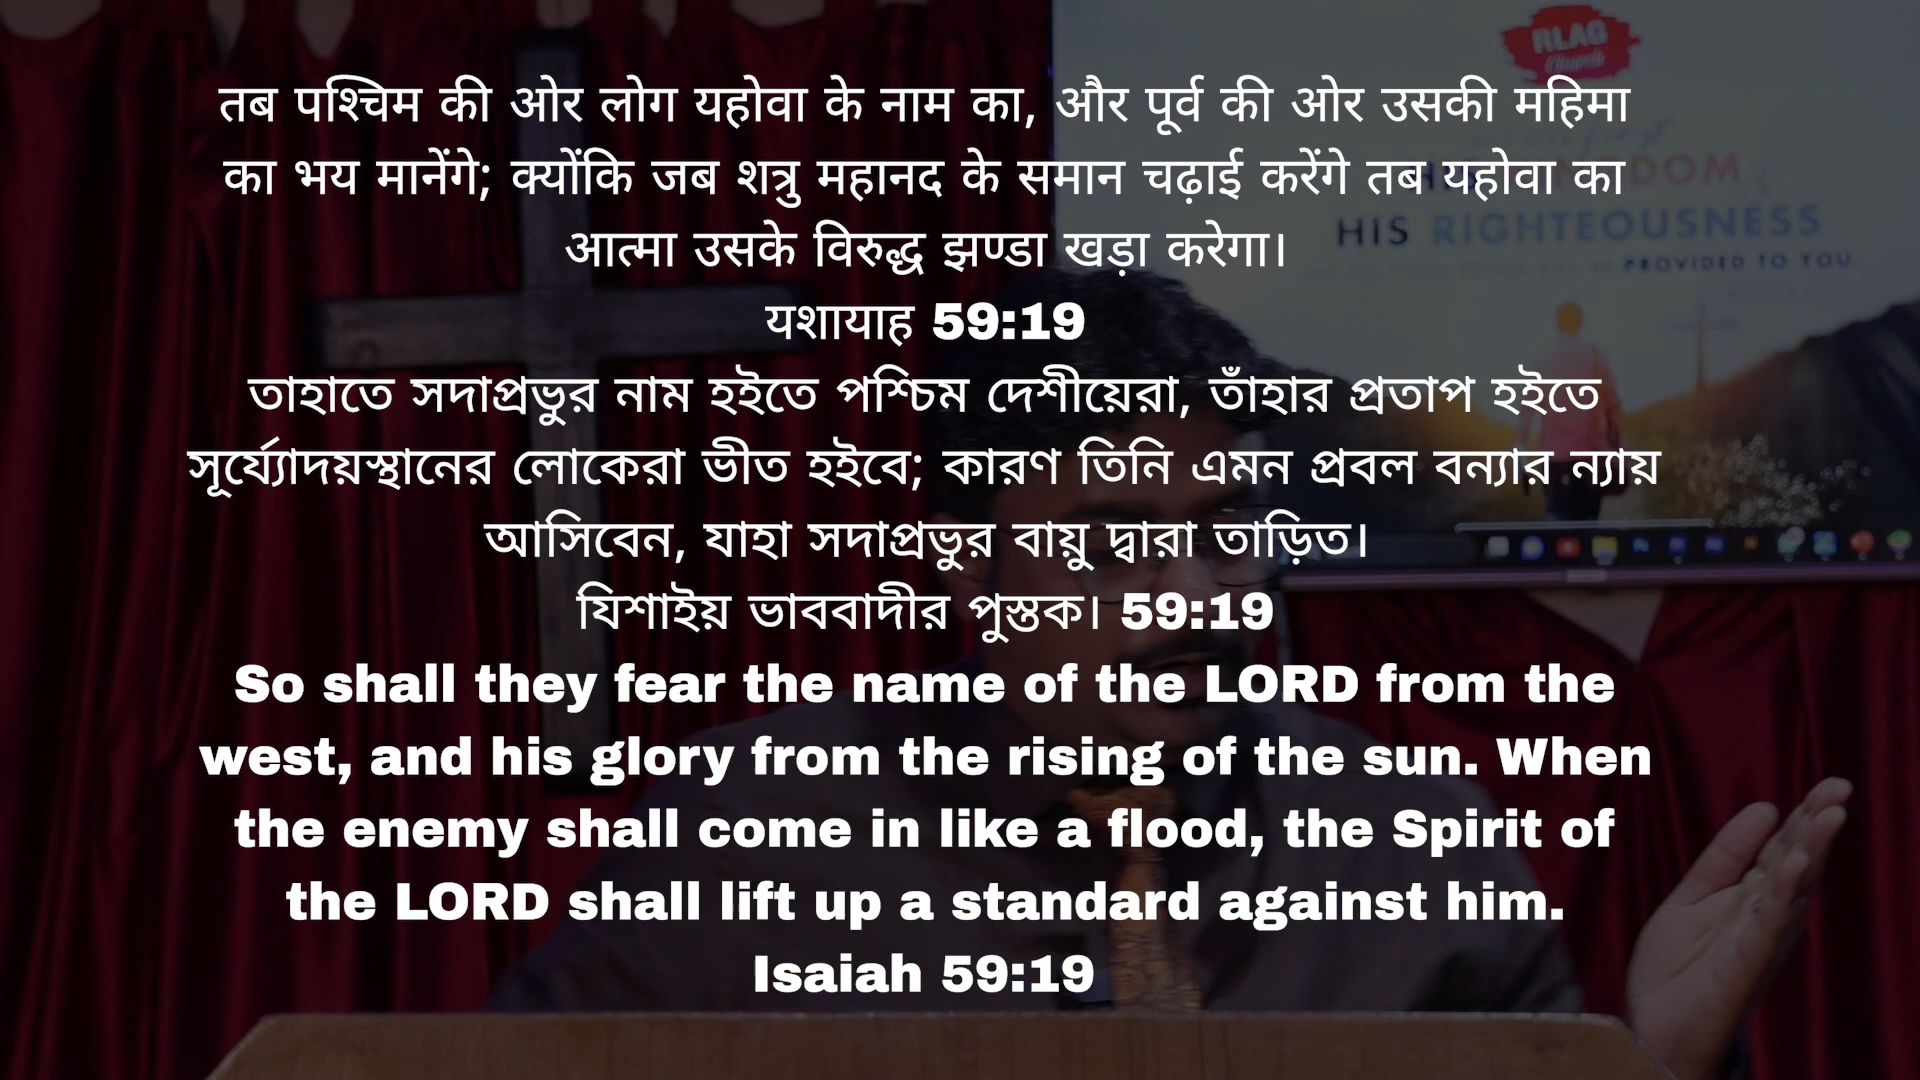 RLAG
Church
तब पश्चिम की ओर लोग यहोवा के नाम का, और पूर्व की ओर उसकी महिमा
का भय मानेंगे; क्योंकि जब शत्रु महानद के समान चढ़ाई करेंगे तब यहोवा का
आत्मा उसके विरुद्ध झण्डा खड़ा करेगा।
यशायाह 59:19
তাহাতে সদাপ্রভুর নাম হইতে পশ্চিম দেশীয়েরা, তাঁহার প্রতাপ হইতে
সূর্য্যোদয়স্থানের লোকেরা ভীত হইবে; কারণ তিনি এমন প্রবল বন্যার ন্যায়
আসিবেন, যাহা সদাপ্রভুর বায়ু দ্বারা তাড়িত।
যিশাইয় ভাববাদীর পুস্তক। 59:19
So shall they fear the name of the LORD from the
west, and his glory from the rising of the sun. When
the enemy shall come in like a flood, the Spirit of
the LORD shall lift up a standard against him.
Isaiah 59:19
HIS
HIS RIGHTEOUSNESS
PROVIDED TO YOU.